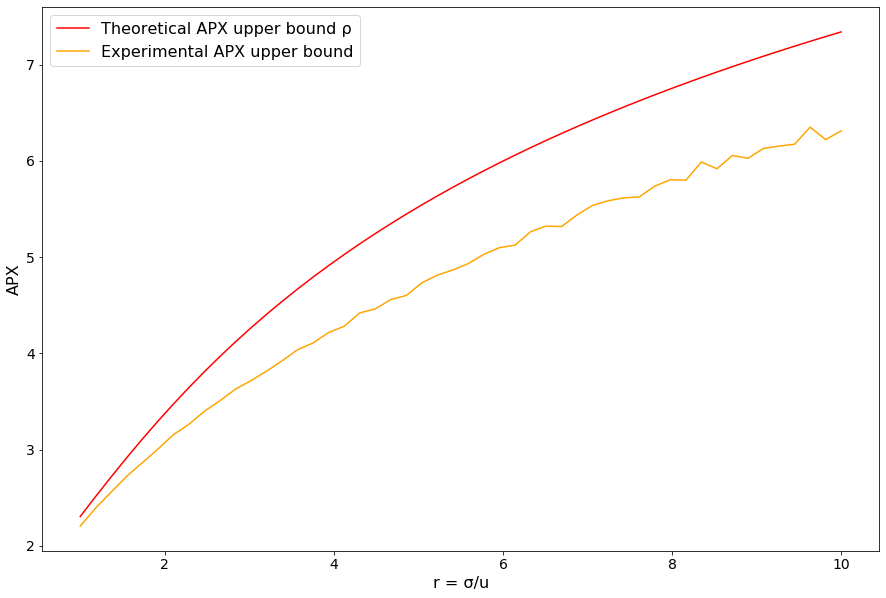 Theoretical APX upper bound ρ
Experimental APX upper bound
7
6
5
4
3
2
APX
2 4 6 8 10
r = σ/u